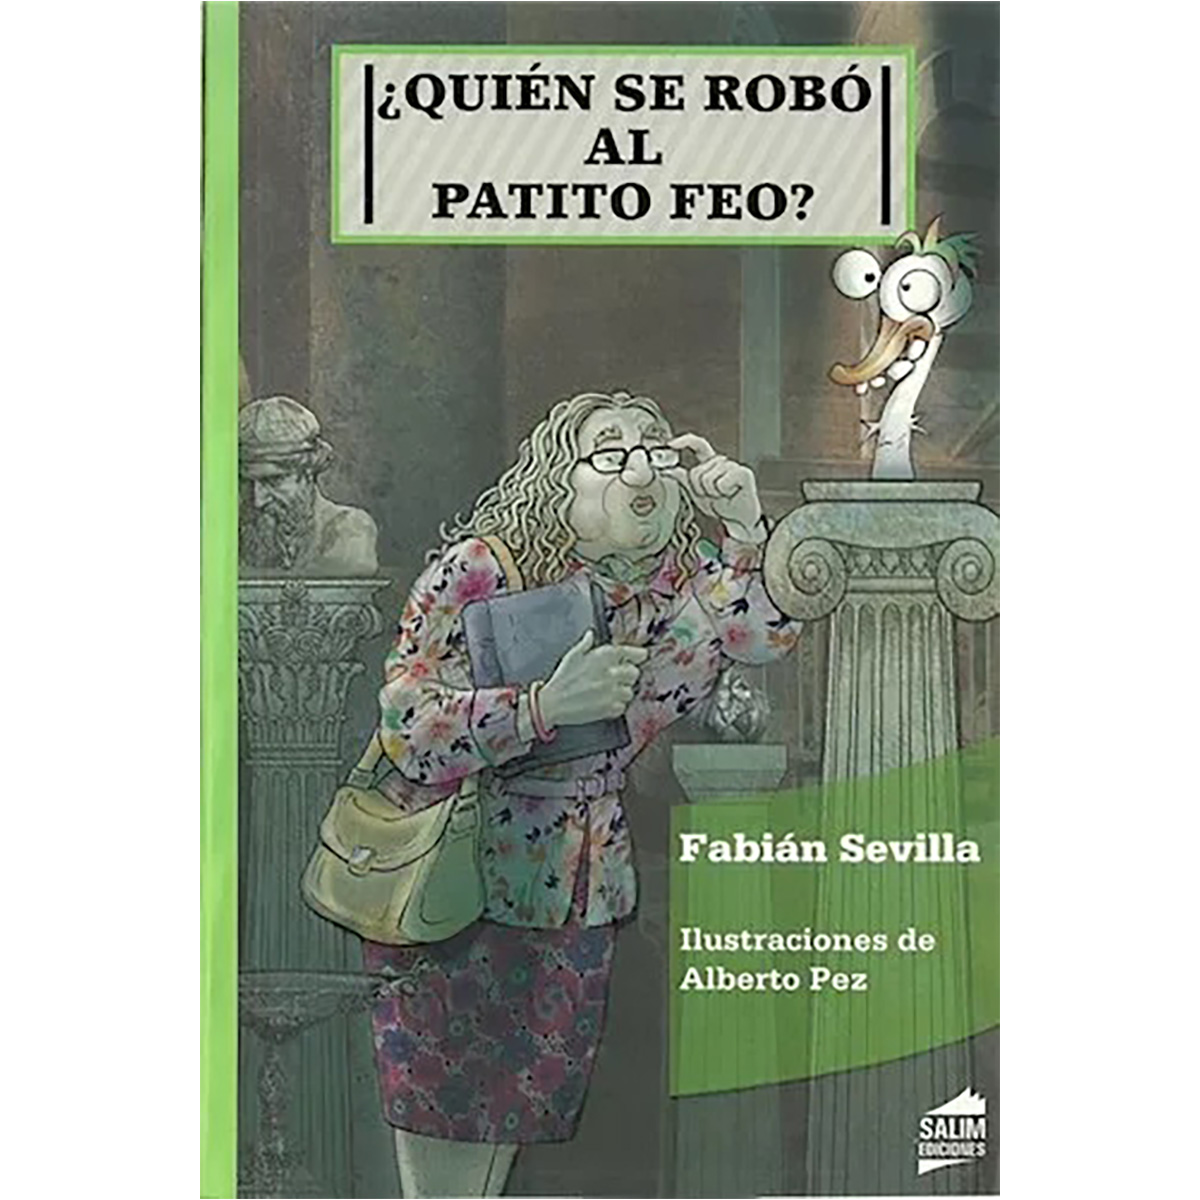 ¿QUIÉN SE ROBÓ
AL
PATITO FEO?
Fabián Sevilla
Ilustraciones de
Alberto Pez
SALIM
EDICIONES